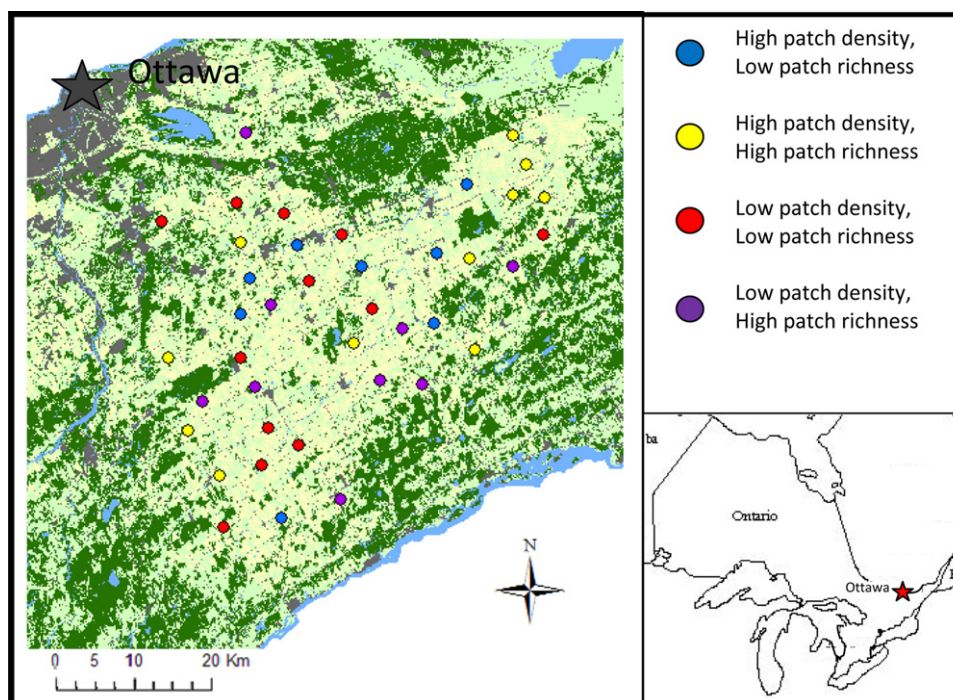 Ottawa
N
0 5 10 20 Km
High patch density,
Low patch richness
High patch density,
High patch richness
Low patch density,
Low patch richness
Low patch density,
High patch richness
ba
Ontario
Ottawa